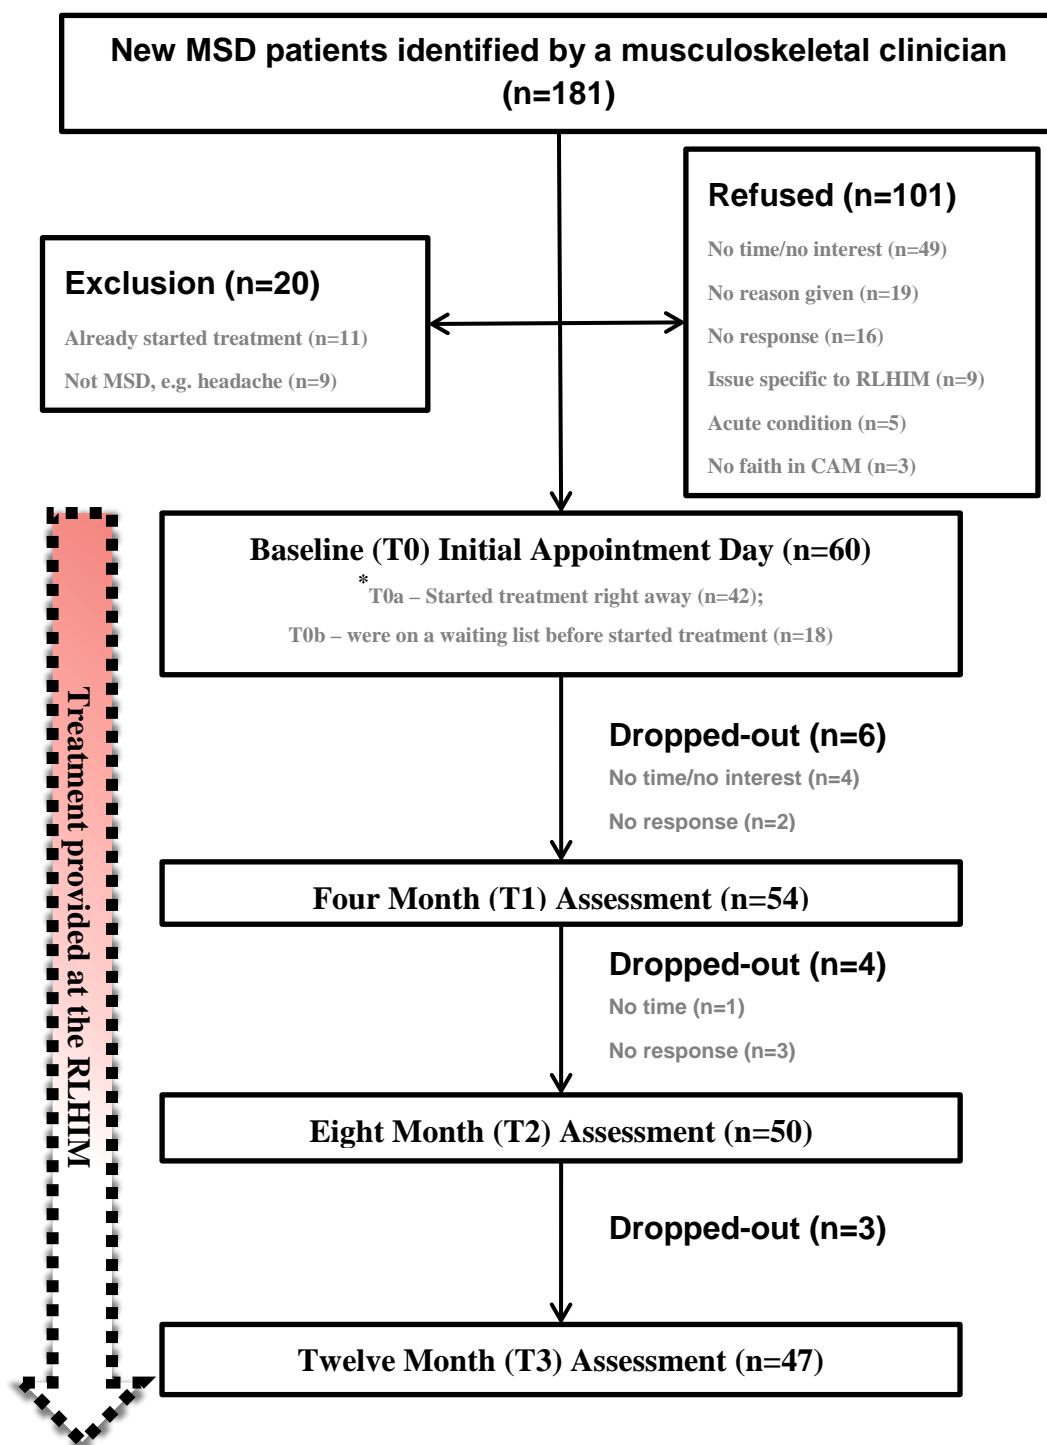 New MSD patients identified by a musculoskeletal clinician
(n=181)
Refused (n=101)
No time/no interest (n=49)
No reason given (n=19)
No response (n=16)
Issue specific to RLHIM (n=9)
Acute condition (n=5)
No faith in CAM (n=3)
Exclusion (n=20)
Already started treatment (n=11)
Not MSD, e.g. headache (n=9)
Baseline (T0) Initial Appointment Day (n=60)
*T0a – Started treatment right away (n=42);
T0b – were on a waiting list before started treatment (n=18)
Treatment provided at the RLHIM
Dropped-out (n=6)
No time/no interest (n=4)
No response (n=2)
Four Month (T1) Assessment (n=54)
Dropped-out (n=4)
No time (n=1)
No response (n=3)
Eight Month (T2) Assessment (n=50)
Dropped-out (n=3)
Twelve Month (T3) Assessment (n=47)